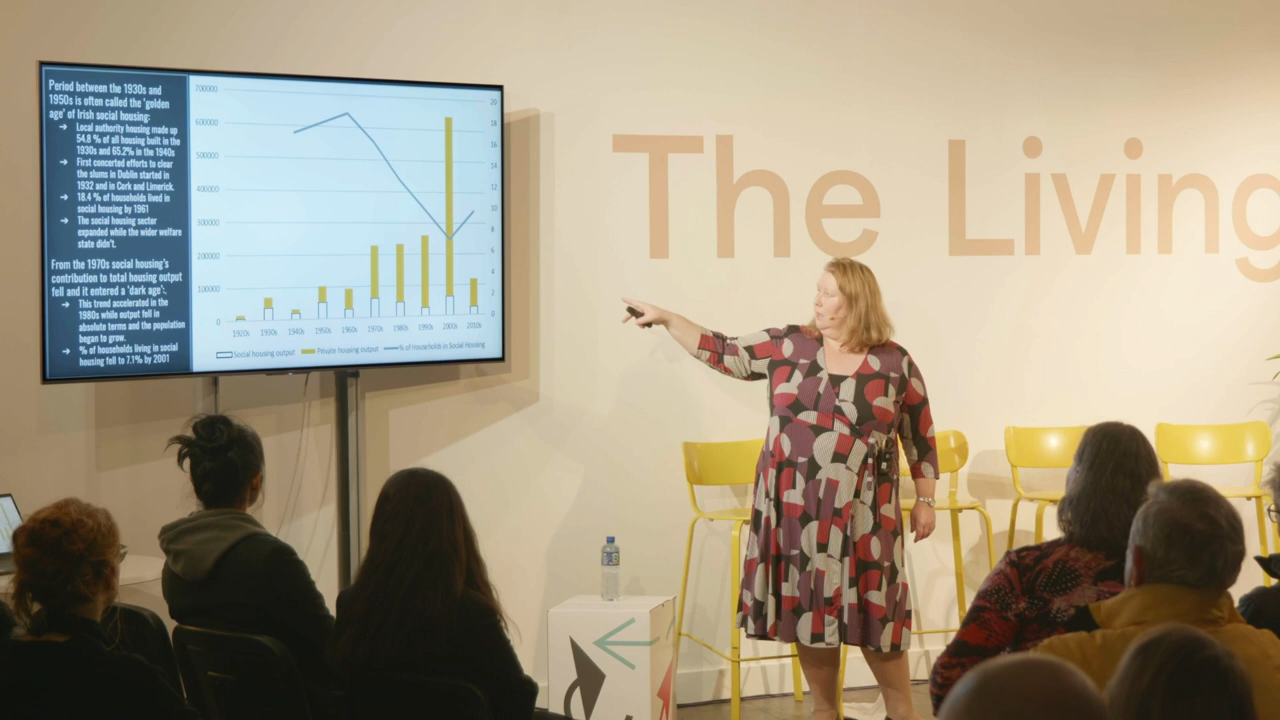 Period between the 1930s and
1950s is often called the 'golden
age' of Irish social housing:
➔ Local authority housing made up
54.8 % of all housing built in the
1930s and 65.2% in the 1940s
➔ First concerted efforts to clear
the slums in Dublin started in
1932 and in Cork and Limerick.
➔ 18.4 % of households lived in
social housing by 1961
➔ The social housing sector
expanded while the wider welfare
state didn't.
From the 1970s social housing's
contribution to total housing output
fell and it entered a 'dark age':
➔ This trend accelerated in the
1980s while output fell in
absolute terms and the population
began to grow.
➔ % of households living in social
housing fell to 7.1% by 2001
700000
600000
500000
400000
300000
200000
100000
0
20
18
16
14
12
10
8
6
4
2
0
1920s 1930s 1940s 1950s 1960s 1970s 1980s 1990s 2000s 2010s
Social housing output Private housing output % of Households in Social Housing
The Living